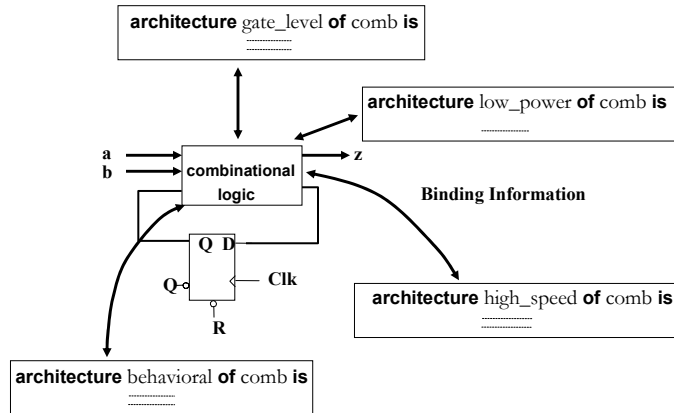 architecture gate_level of comb is
architecture low_power of comb is
a
b
combinational
logic
z
Binding Information
Q D
Q
Clk
R
architecture high_speed of comb is
architecture behavioral of comb is